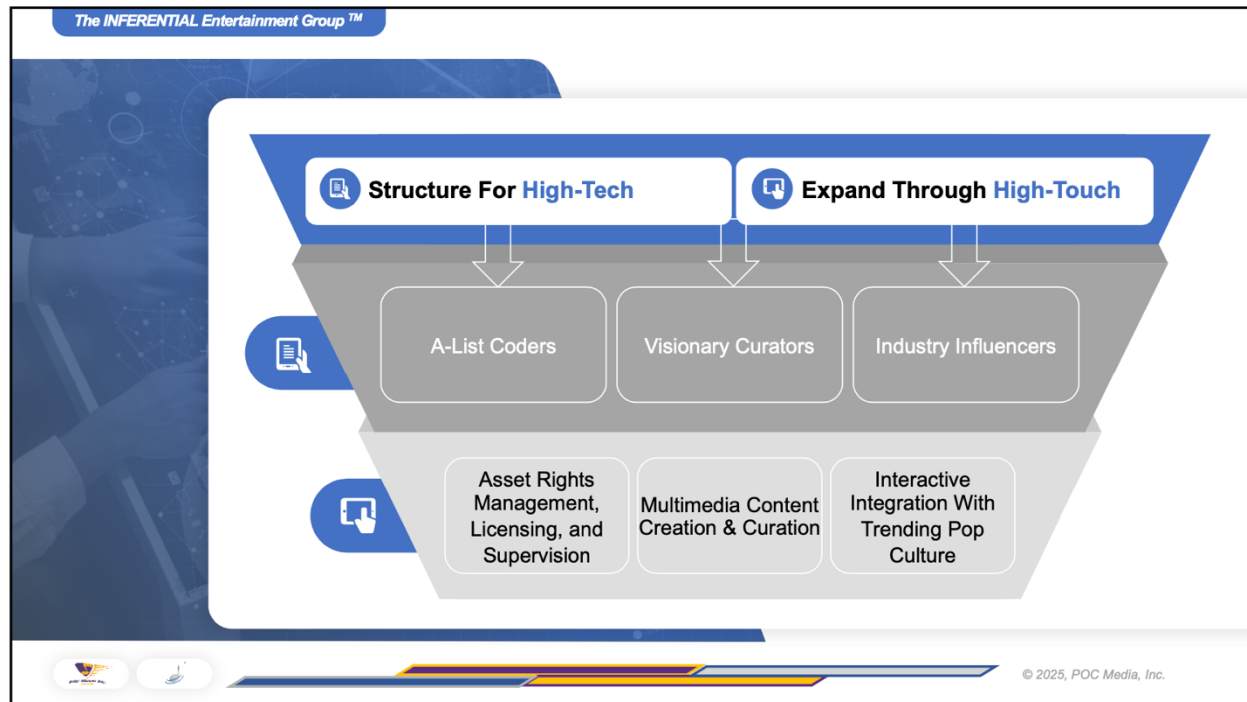 The INFERENTIAL Entertainment Group ™
Structure For High-Tech
Expand Through High-Touch
A-List Coders
Visionary Curators
Industry Influencers
Asset Rights
Management,
Licensing, and
Supervision
Multimedia Content
Creation & Curation
Interactive
Integration With
Trending Pop
Culture
© 2025, POC Media, Inc.